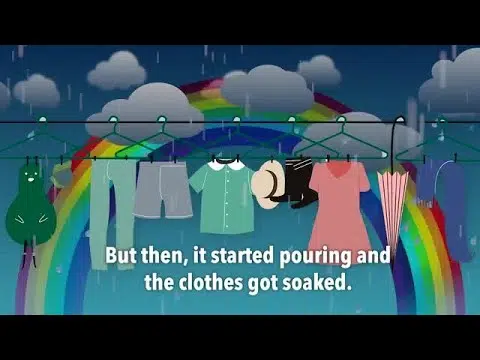 But then, it started pouring and
the clothes got soaked.